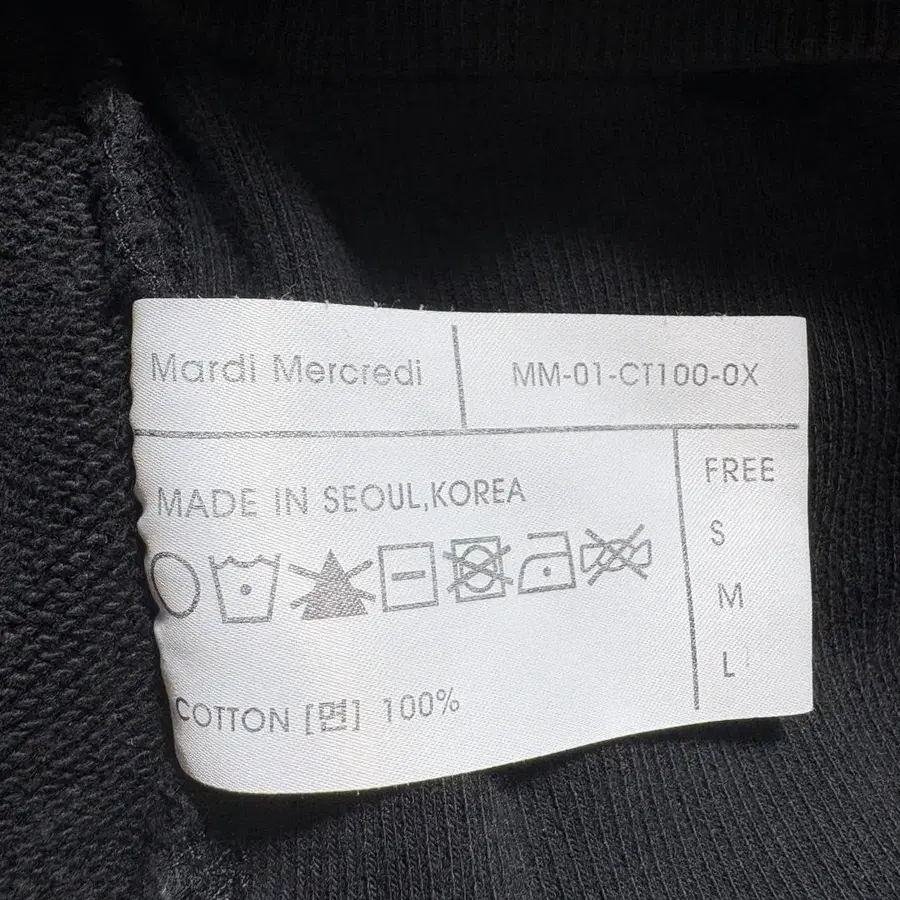 Mardi Mercredi
MM-01-CT100-0X
MADE IN SEOUL,KOREA
FREE
S
M
L
COTTON [면] 100%